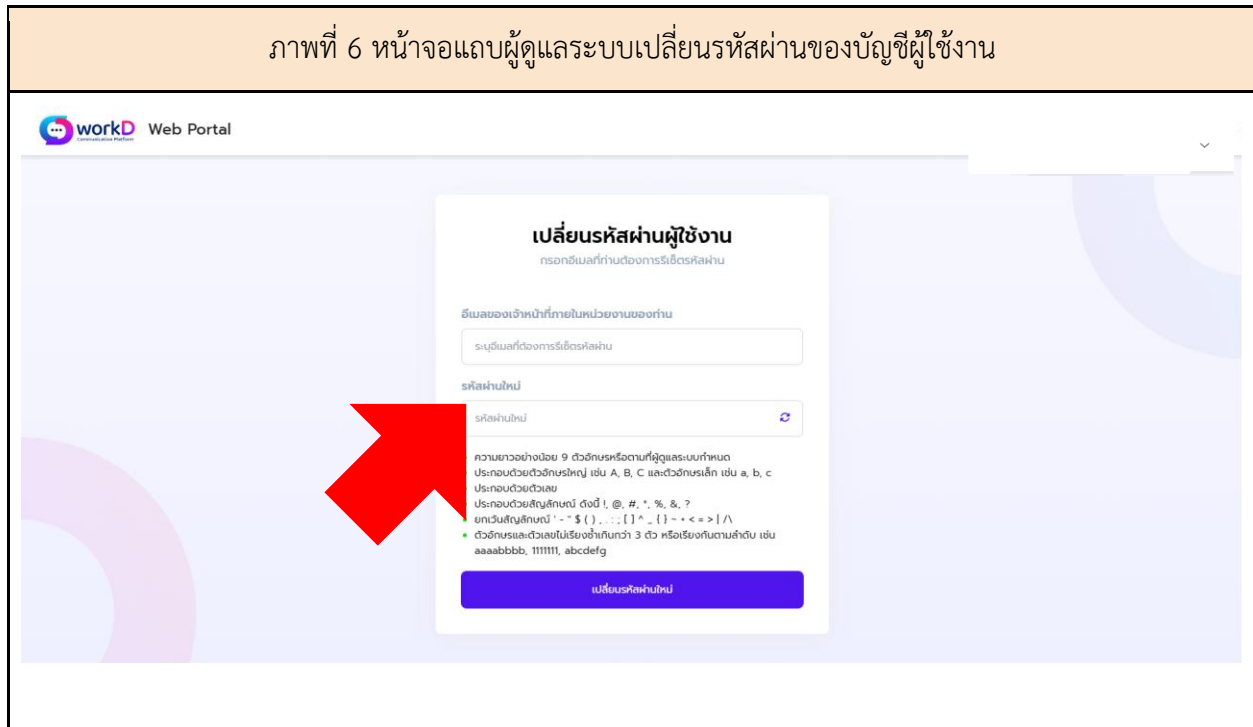 ภาพที่ 6 หน้าจอแถบผู้ดูแลระบบเปลี่ยนรหัสผ่านของบัญชีผู้ใช้งาน
workD Web Portal
Communication Platform
เปลี่ยนรหัสผ่านผู้ใช้งาน
กรอกอีเมลที่ท่านต้องการรีเซ็ตรหัสผ่าน
อีเมลของเจ้าหน้าที่ภายในหน่วยงานของท่าน
ระบุอีเมลที่ต้องการรีเซ็ตรหัสผ่าน
รหัสผ่านใหม่
รหัสผ่านใหม่
ความยาวอย่างน้อย 9 ตัวอักษรหรือตามที่ผู้ดูแลระบบกำหนด
ประกอบด้วยตัวอักษรใหญ่ เช่น A, B, C และตัวอักษรเล็ก เช่น a, b, c
ประกอบด้วยตัวเลข
ประกอบด้วยสัญลักษณ์ ดังนี้ !, @, #, *, %, &, ?
ยกเว้นสัญลักษณ์ ' - " $ ( ) , . : ; [ ] ^ _ { } ~ + < = > | / \
ตัวอักษรและตัวเลขไม่เรียงซ้ำเกินกว่า 3 ตัว หรือเรียงกันตามลำดับ เช่น
aaaabbbb, 1111111, abcdefg
เปลี่ยนรหัสผ่านใหม่